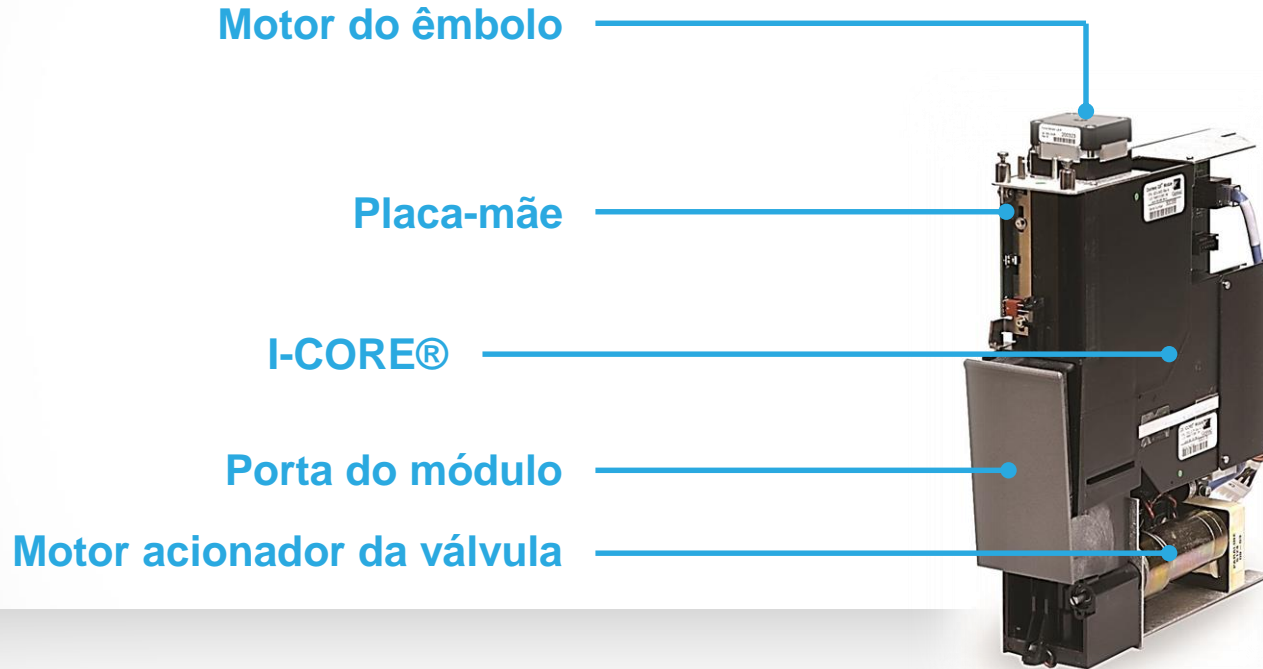 Motor do êmbolo
Placa-mãe
I-CORE®
Porta do módulo
Motor acionador da válvula